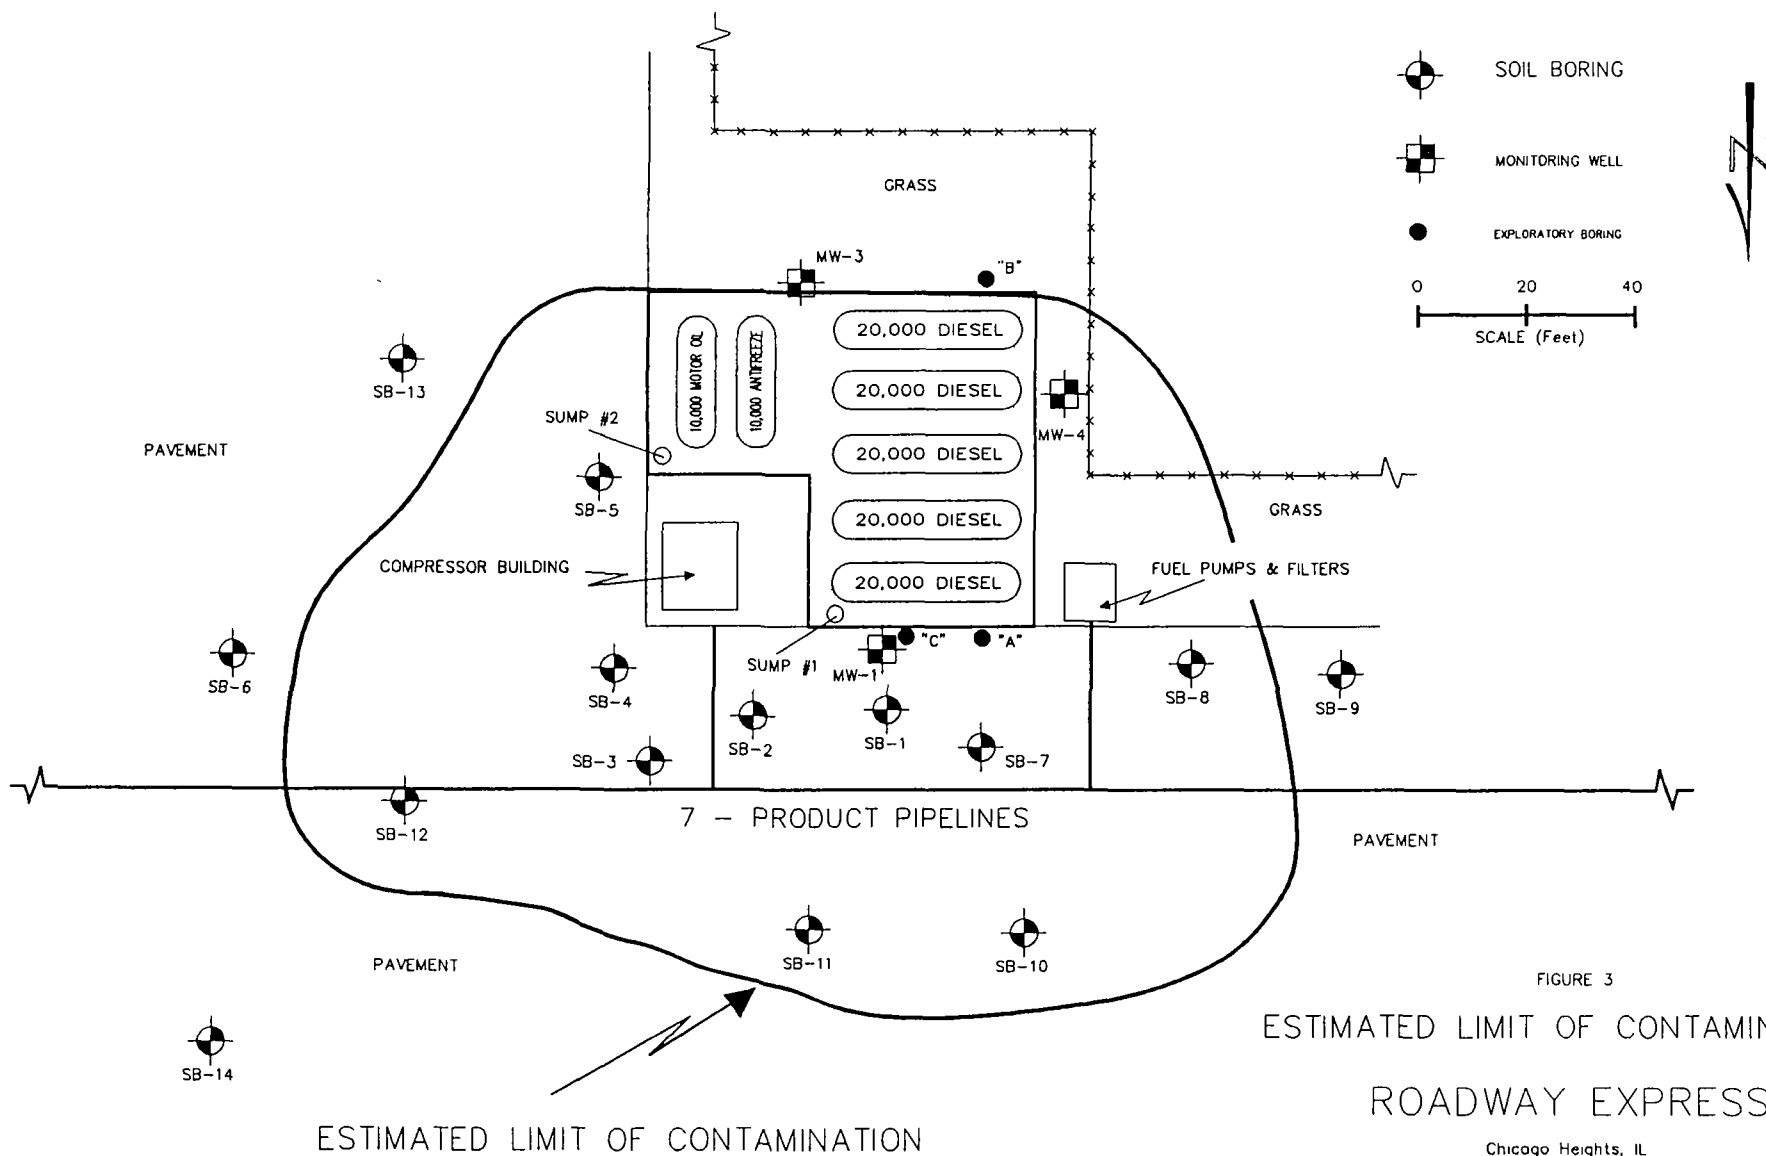 SOIL BORING
MONITORING WELL
EXPLORATORY BORING
0 20 40
SCALE (Feet)
GRASS
MW-3
"B"
20,000 DIESEL
10,000 MOTOR OIL
10,000 ANTIFREEZE
20,000 DIESEL
SB-13
SUMP #2
MW-4
PAVEMENT
20,000 DIESEL
SB-5
20,000 DIESEL
GRASS
COMPRESSOR BUILDING
20,000 DIESEL
FUEL PUMPS & FILTERS
"C"
"A"
SUMP #1
MW-1
SB-6
SB-4
SB-8
SB-9
SB-2
SB-1
SB-3
SB-7
7 - PRODUCT PIPELINES
SB-12
PAVEMENT
PAVEMENT
SB-11
SB-10
SB-14
ESTIMATED LIMIT OF CONTAMINATION
FIGURE 3
ESTIMATED LIMIT OF CONTAMIN
ROADWAY EXPRESS
Chicago Heights, IL